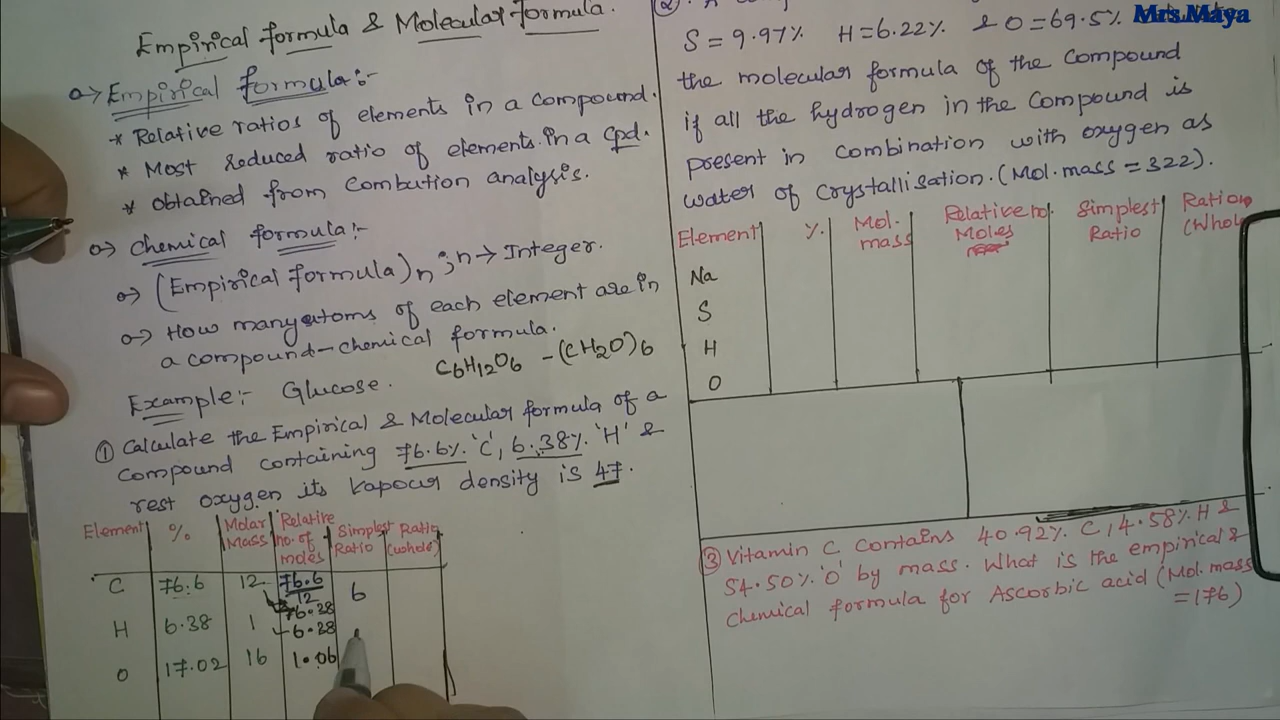 Empirical formula & Molecular formula.
Empirical formula:-
* Relative ratios of elements in a compound.
* Most reduced ratio of elements in a cpd.
* obtained from Combution analysis.
Chemical formula:-
(Empirical formula)n ; n→ Integer.
How many atoms of each element are in
a compound - chemical formula.
Example:- Glucose. C6H12O6 - (CH2O)6
① Calculate the Empirical & Molecular formula of a
Compound containing 76.6% 'C', 6.38% 'H' &
rest oxygen its vapour density is 47.
Element % Molar Mass Relative no. of moles Simplest Ratio Ratio (whole)
C 76.6 12 76.6 12 6
H 6.38 1 6.38
O 17.02 16 1.06
Mrs.Maya
S = 9.97% H = 6.22% & O = 69.5%
the molecular formula of the Compound
if all the hydrogen in the Compound is
present in combination with oxygen as
water of crystallisation. (Mol. mass = 322).
Element % Mol. mass Relative no. Moles Simplest Ratio Ratio (Whole
Na
S
H
O
③ Vitamin C contains 40.92% C, 4.58% H &
54.50% 'O' by mass. What is the empirical &
chemical formula for Ascorbic acid (Mol. mass
= 176)